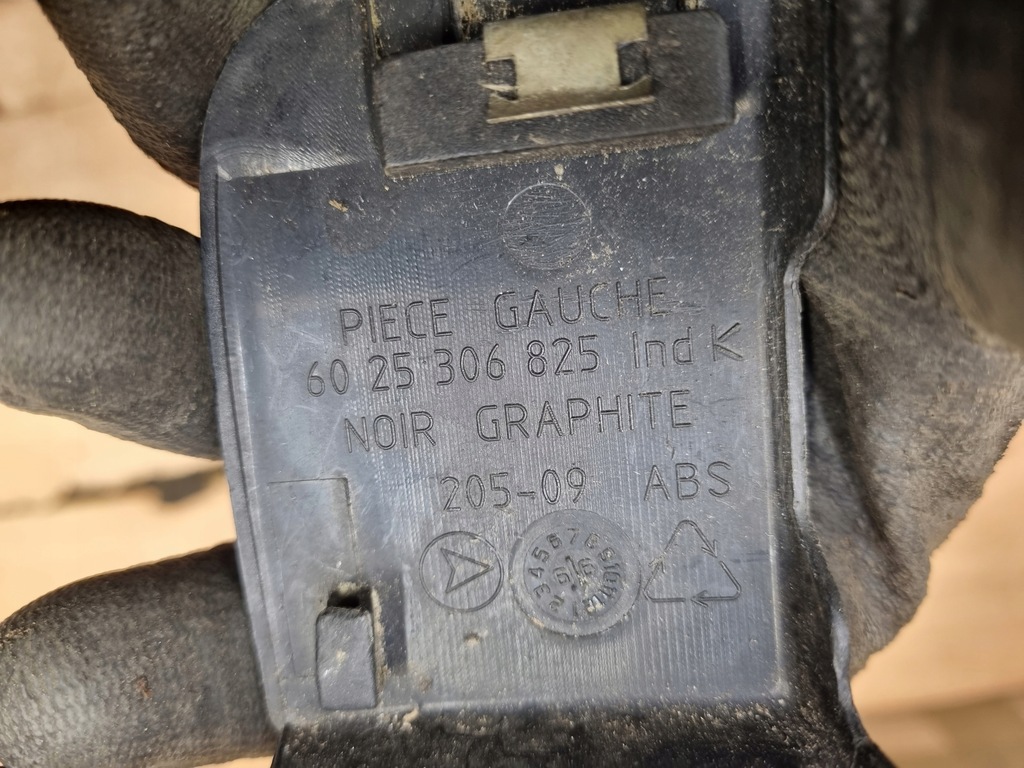 PIECE GAUCHE
60 25 306 825 Ind K
NOIR GRAPHITE
205-09 ABS